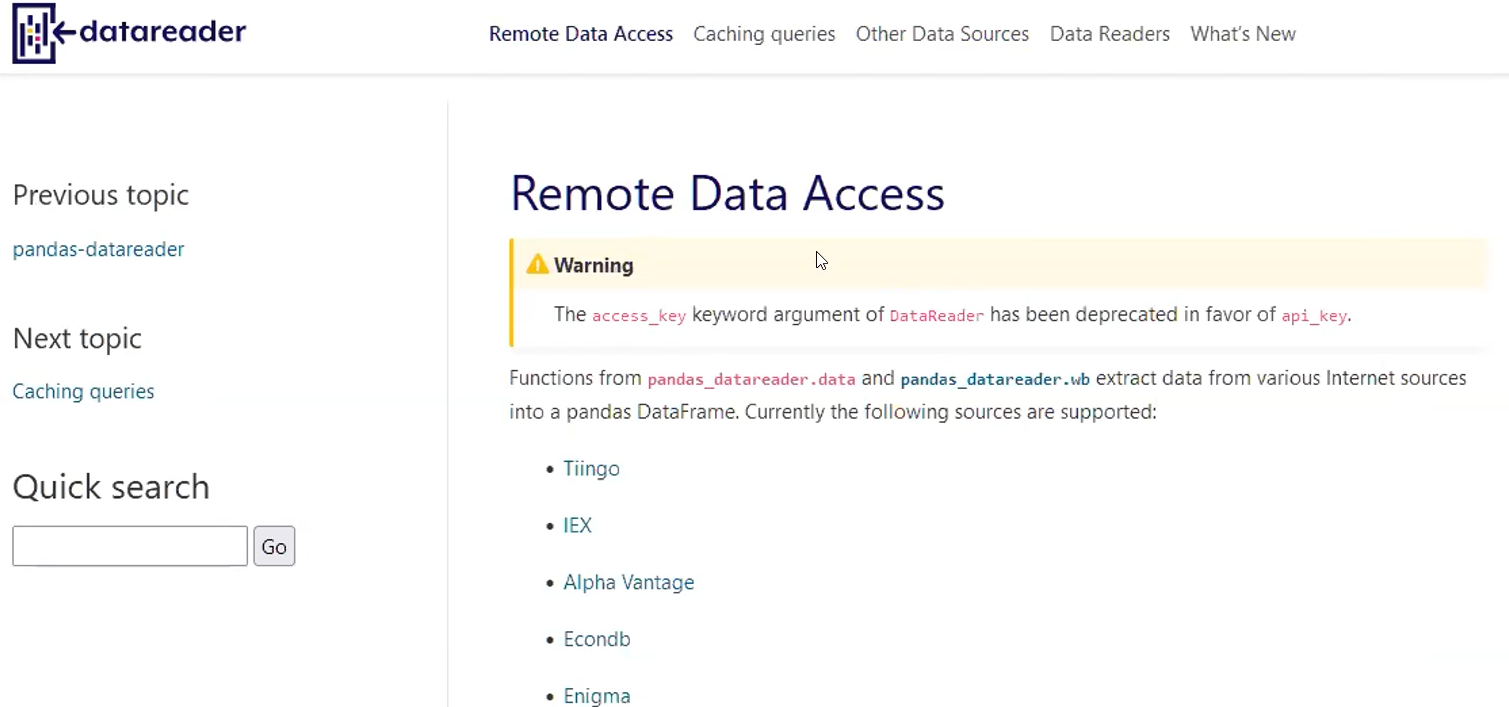 datareader
Remote Data Access Caching queries Other Data Sources Data Readers What's New
Previous topic
pandas-datareader
Next topic
Caching queries
Quick search
Go
Remote Data Access
Warning
The access_key keyword argument of DataReader has been deprecated in favor of api_key.
Functions from pandas_datareader.data and pandas_datareader.wb extract data from various Internet sources
into a pandas DataFrame. Currently the following sources are supported:
• Tiingo
• IEX
• Alpha Vantage
• Econdb
• Enigma